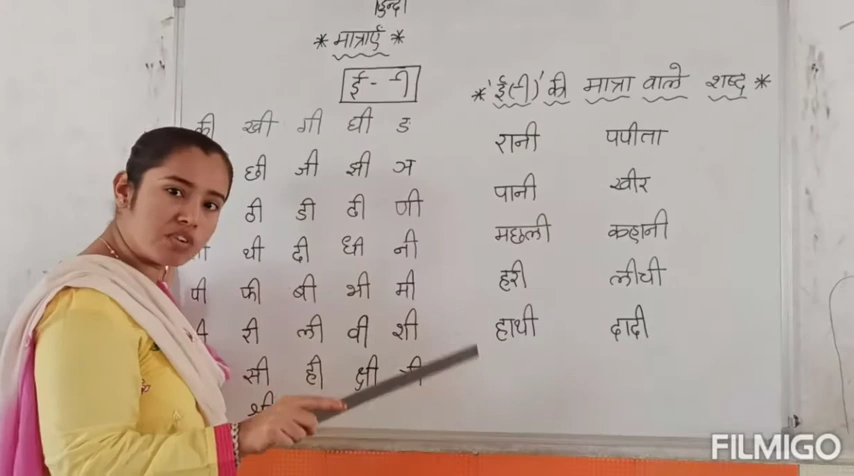 हिन्दी
* मात्राएँ *
ई - ी
की खी गी घी ङ
छी जी झी ञ
ठी डी ढी णी
थी दी धी नी
पी फी बी भी मी
री ली वी शी
सी ही क्षी
* 'ई(ी)' की मात्रा वाले शब्द *
रानी पपीता
पानी खीर
मछली कहानी
हरी लीची
हाथी दादी
FILMIGO